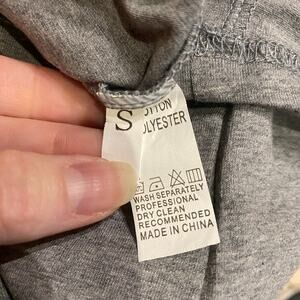 S
OTTON
OLYESTER
WASH SEPARATELY
PROFESSIONAL
DRY CLEAN
RECOMMENDED
MADE IN CHINA